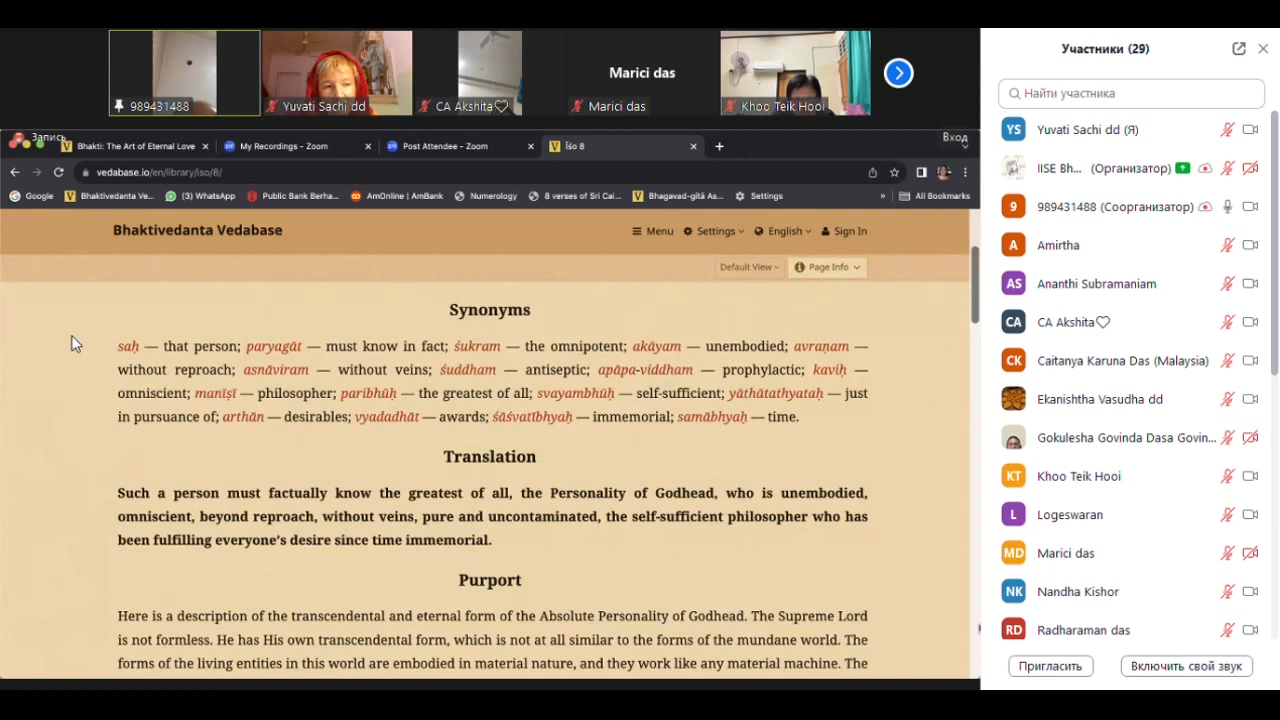 Marici das
989431488
Yuvati Sachi dd
CA Akshita♡
Marici das
Khoo Teik Hooi
Запись
Bhakti: The Art of Eternal Love
My Recordings - Zoom
Post Attendee - Zoom
Īśo 8
Вход
vedabase.io/en/library/iso/8/
Google
Bhaktivedanta Ve...
(3) WhatsApp
Public Bank Berha...
AmOnline | AmBank
Numerology
8 verses of Sri Cai...
Bhagavad-gītā As...
Settings
»
All Bookmarks
Bhaktivedanta Vedabase
Menu
Settings
English
Sign In
Default View
Page Info
Synonyms
saḥ — that person; paryagāt — must know in fact; śukram — the omnipotent; akāyam — unembodied; avraṇam —
without reproach; asnāviram — without veins; śuddham — antiseptic; apāpa-viddham — prophylactic; kaviḥ —
omniscient; manīṣī — philosopher; paribhūḥ — the greatest of all; svayambhūḥ — self-sufficient; yāthātathyataḥ — just
in pursuance of; arthān — desirables; vyadadhāt — awards; śāśvatībhyaḥ — immemorial; samābhyaḥ — time.
Translation
Such a person must factually know the greatest of all, the Personality of Godhead, who is unembodied,
omniscient, beyond reproach, without veins, pure and uncontaminated, the self-sufficient philosopher who has
been fulfilling everyone's desire since time immemorial.
Purport
Here is a description of the transcendental and eternal form of the Absolute Personality of Godhead. The Supreme Lord
is not formless. He has His own transcendental form, which is not at all similar to the forms of the mundane world. The
forms of the living entities in this world are embodied in material nature, and they work like any material machine. The
Участники (29)
Найти участника
YS Yuvati Sachi dd (Я)
IISE Bh... (Организатор)
9 989431488 (Соорганизатор)
A Amirtha
AS Ananthi Subramaniam
CA CA Akshita♡
CK Caitanya Karuna Das (Malaysia)
Ekanishtha Vasudha dd
Gokulesha Govinda Dasa Govin...
KT Khoo Teik Hooi
L Logeswaran
MD Marici das
NK Nandha Kishor
RD Radharaman das
Пригласить
Включить свой звук